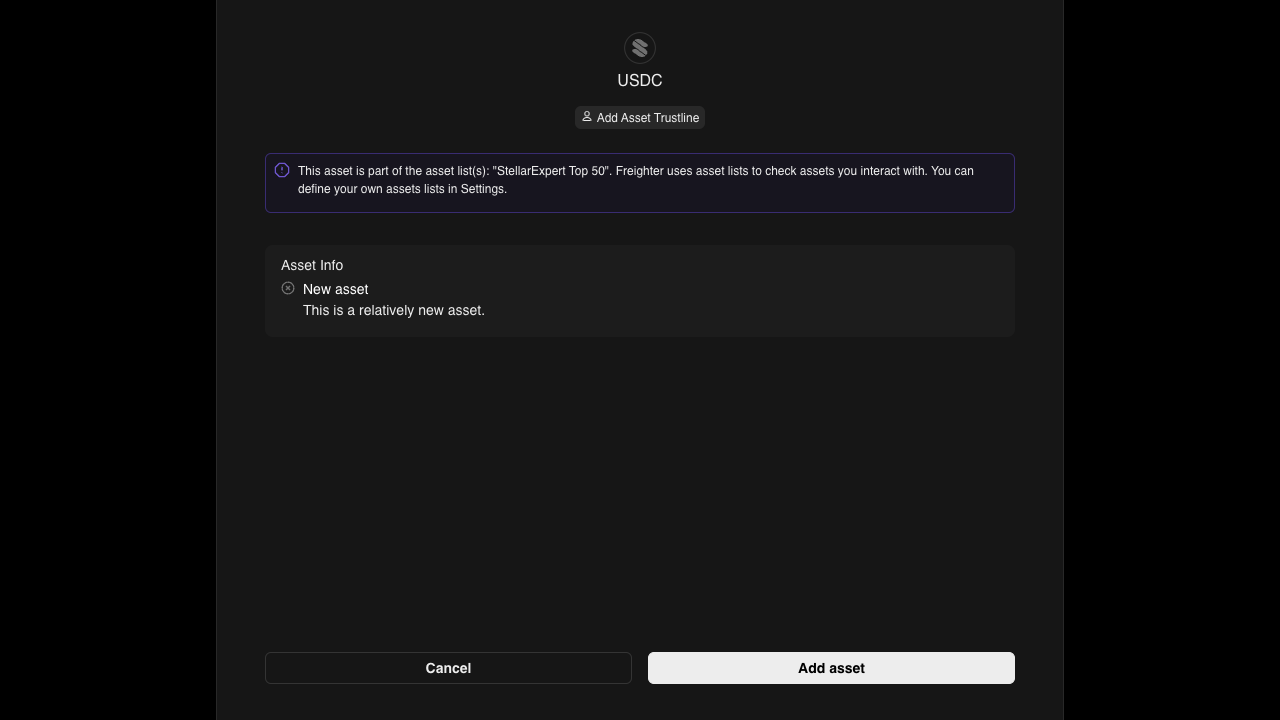 USDC
Add Asset Trustline
This asset is part of the asset list(s): "StellarExpert Top 50". Freighter uses asset lists to check assets you interact with. You can
define your own assets lists in Settings.
Asset Info
New asset
This is a relatively new asset.
Cancel
Add asset